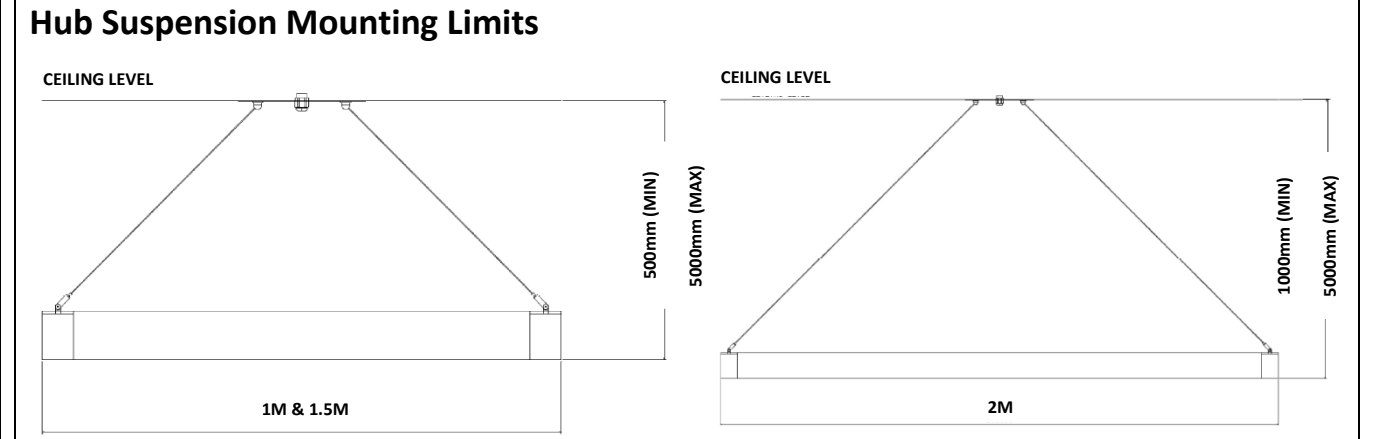 Hub Suspension Mounting Limits
CEILING LEVEL
500mm (MIN)
5000mm (MAX)
1M & 1.5M
CEILING LEVEL
1000mm (MIN)
5000mm (MAX)
2M